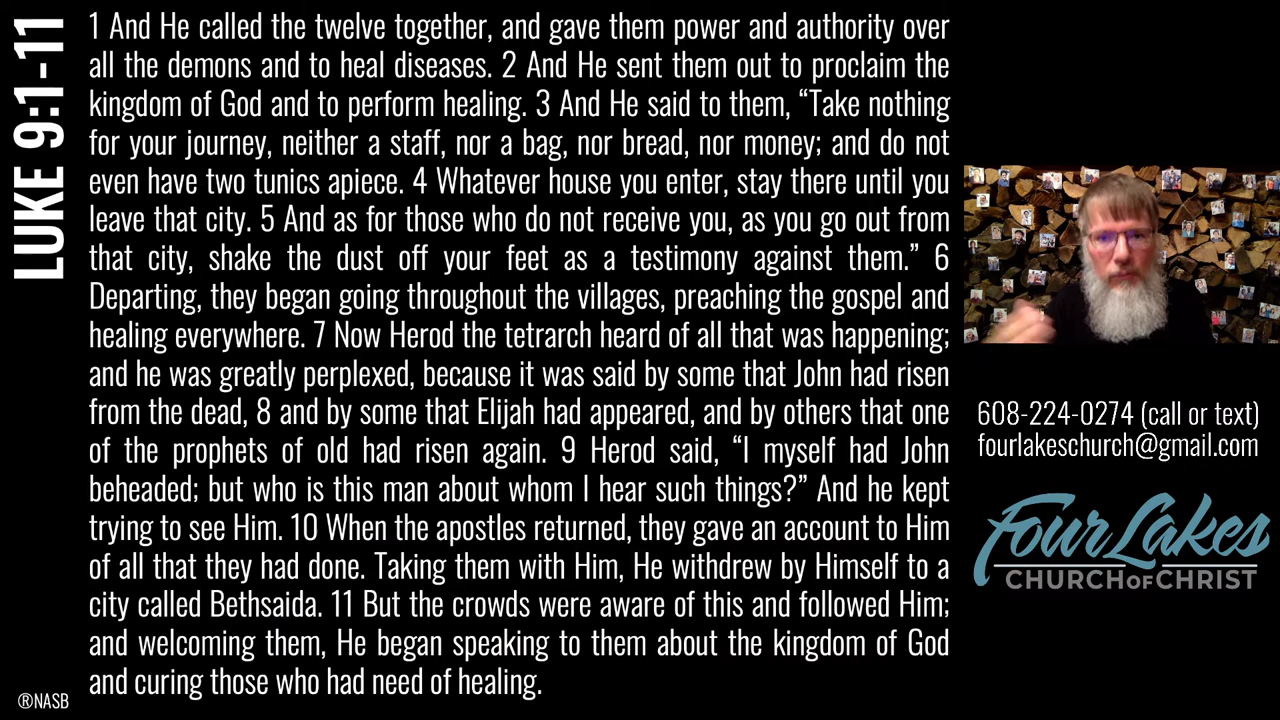 LUKE 9:1-11
1 And He called the twelve together, and gave them power and authority over
all the demons and to heal diseases. 2 And He sent them out to proclaim the
kingdom of God and to perform healing. 3 And He said to them, “Take nothing
for your journey, neither a staff, nor a bag, nor bread, nor money; and do not
even have two tunics apiece. 4 Whatever house you enter, stay there until you
leave that city. 5 And as for those who do not receive you, as you go out from
that city, shake the dust off your feet as a testimony against them.” 6
Departing, they began going throughout the villages, preaching the gospel and
healing everywhere. 7 Now Herod the tetrarch heard of all that was happening;
and he was greatly perplexed, because it was said by some that John had risen
from the dead, 8 and by some that Elijah had appeared, and by others that one
of the prophets of old had risen again. 9 Herod said, “I myself had John
beheaded; but who is this man about whom I hear such things?” And he kept
trying to see Him. 10 When the apostles returned, they gave an account to Him
of all that they had done. Taking them with Him, He withdrew by Himself to a
city called Bethsaida. 11 But the crowds were aware of this and followed Him;
and welcoming them, He began speaking to them about the kingdom of God
and curing those who had need of healing.
®NASB
608-224-0274 (call or text)
fourlakeschurch@gmail.com
Four Lakes
CHURCH OF CHRIST